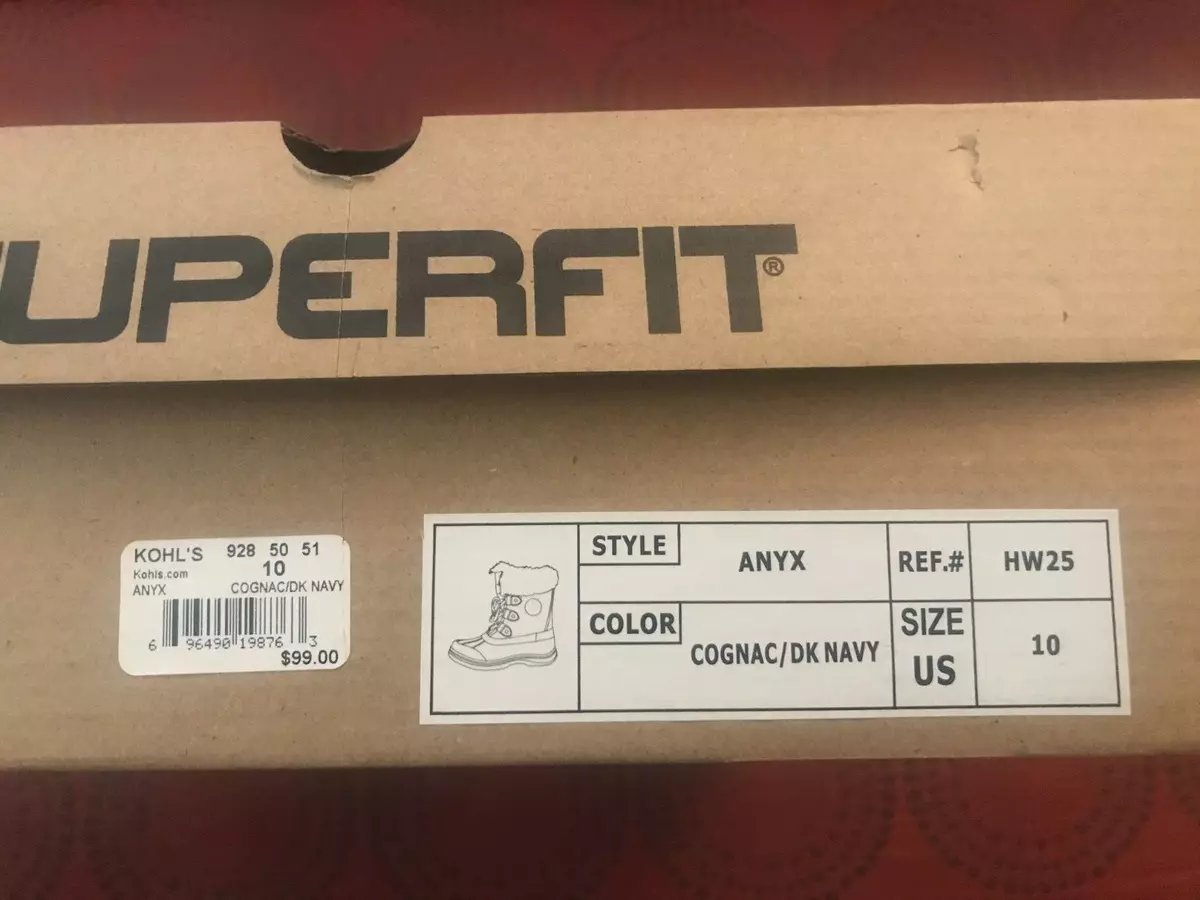 SUPERFIT®
KOHL'S 928 50 51
Kohls.com 10
ANYX COGNAC/DK NAVY
6 96490 19876 3
$99.00
STYLE ANYX REF.# HW25
COLOR COGNAC/DK NAVY SIZE US 10